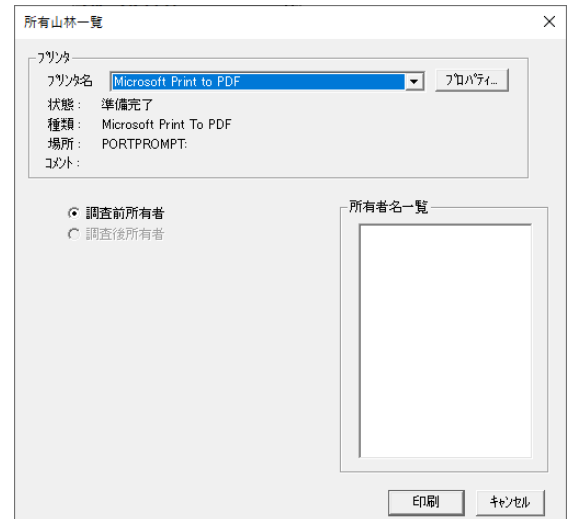 所有山林一覧
プリンタ
プリンタ名 Microsoft Print to PDF プロパティ...
状態： 準備完了
種類： Microsoft Print To PDF
場所： PORTPROMPT:
コメント：
調査前所有者
調査後所有者
所有者名一覧
印刷 キャンセル